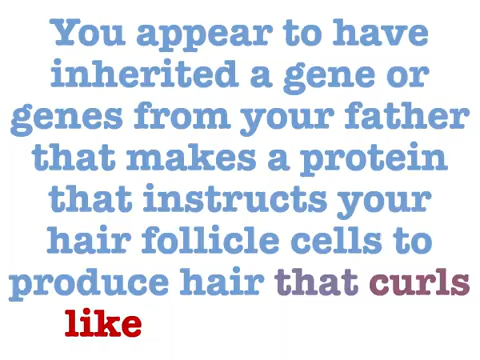 You appear to have
inherited a gene or
genes from your father
that makes a protein
that instructs your
hair follicle cells to
produce hair that curls
like